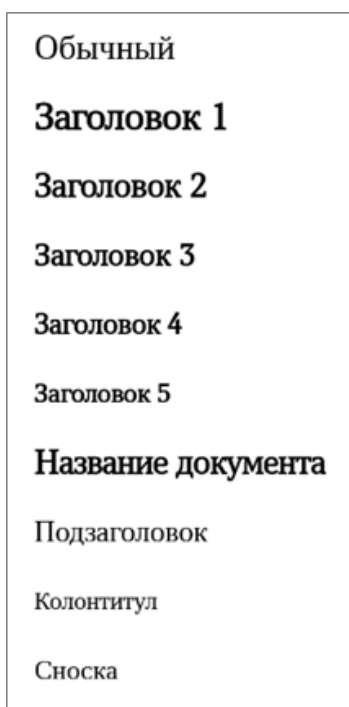 Обычный
Заголовок 1
Заголовок 2
Заголовок 3
Заголовок 4
Заголовок 5
Название документа
Подзаголовок
Колонтитул
Сноска